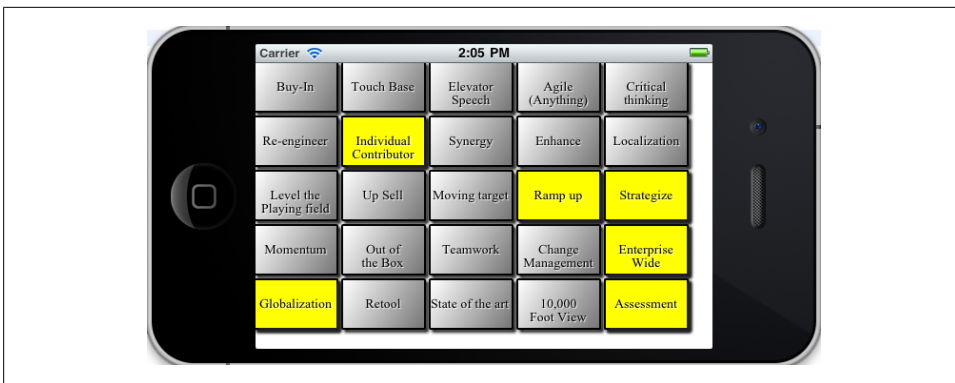 Carrier 2:05 PM
Buy-In
Touch Base
Elevator
Speech
Agile
(Anything)
Critical
thinking
Re-engineer
Individual
Contributor
Synergy
Enhance
Localization
Level the
Playing field
Up Sell
Moving target
Ramp up
Strategize
Momentum
Out of
the Box
Teamwork
Change
Management
Enterprise
Wide
Globalization
Retool
State of the art
10,000
Foot View
Assessment